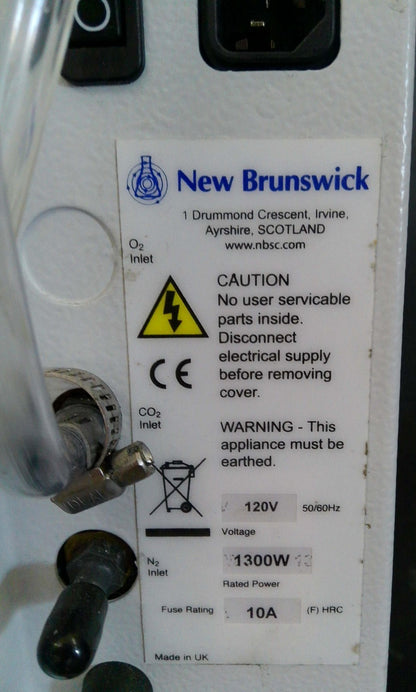 New Brunswick
1 Drummond Crescent, Irvine,
Ayrshire, SCOTLAND
www.nbsc.com
O2
Inlet
CAUTION
No user servicable
parts inside.
Disconnect
electrical supply
before removing
cover.
CE
CO2
Inlet
WARNING - This
appliance must be
earthed.
120V 50/60Hz
Voltage
N2
Inlet
1300W
Rated Power
Fuse Rating 10A (F) HRC
Made in UK